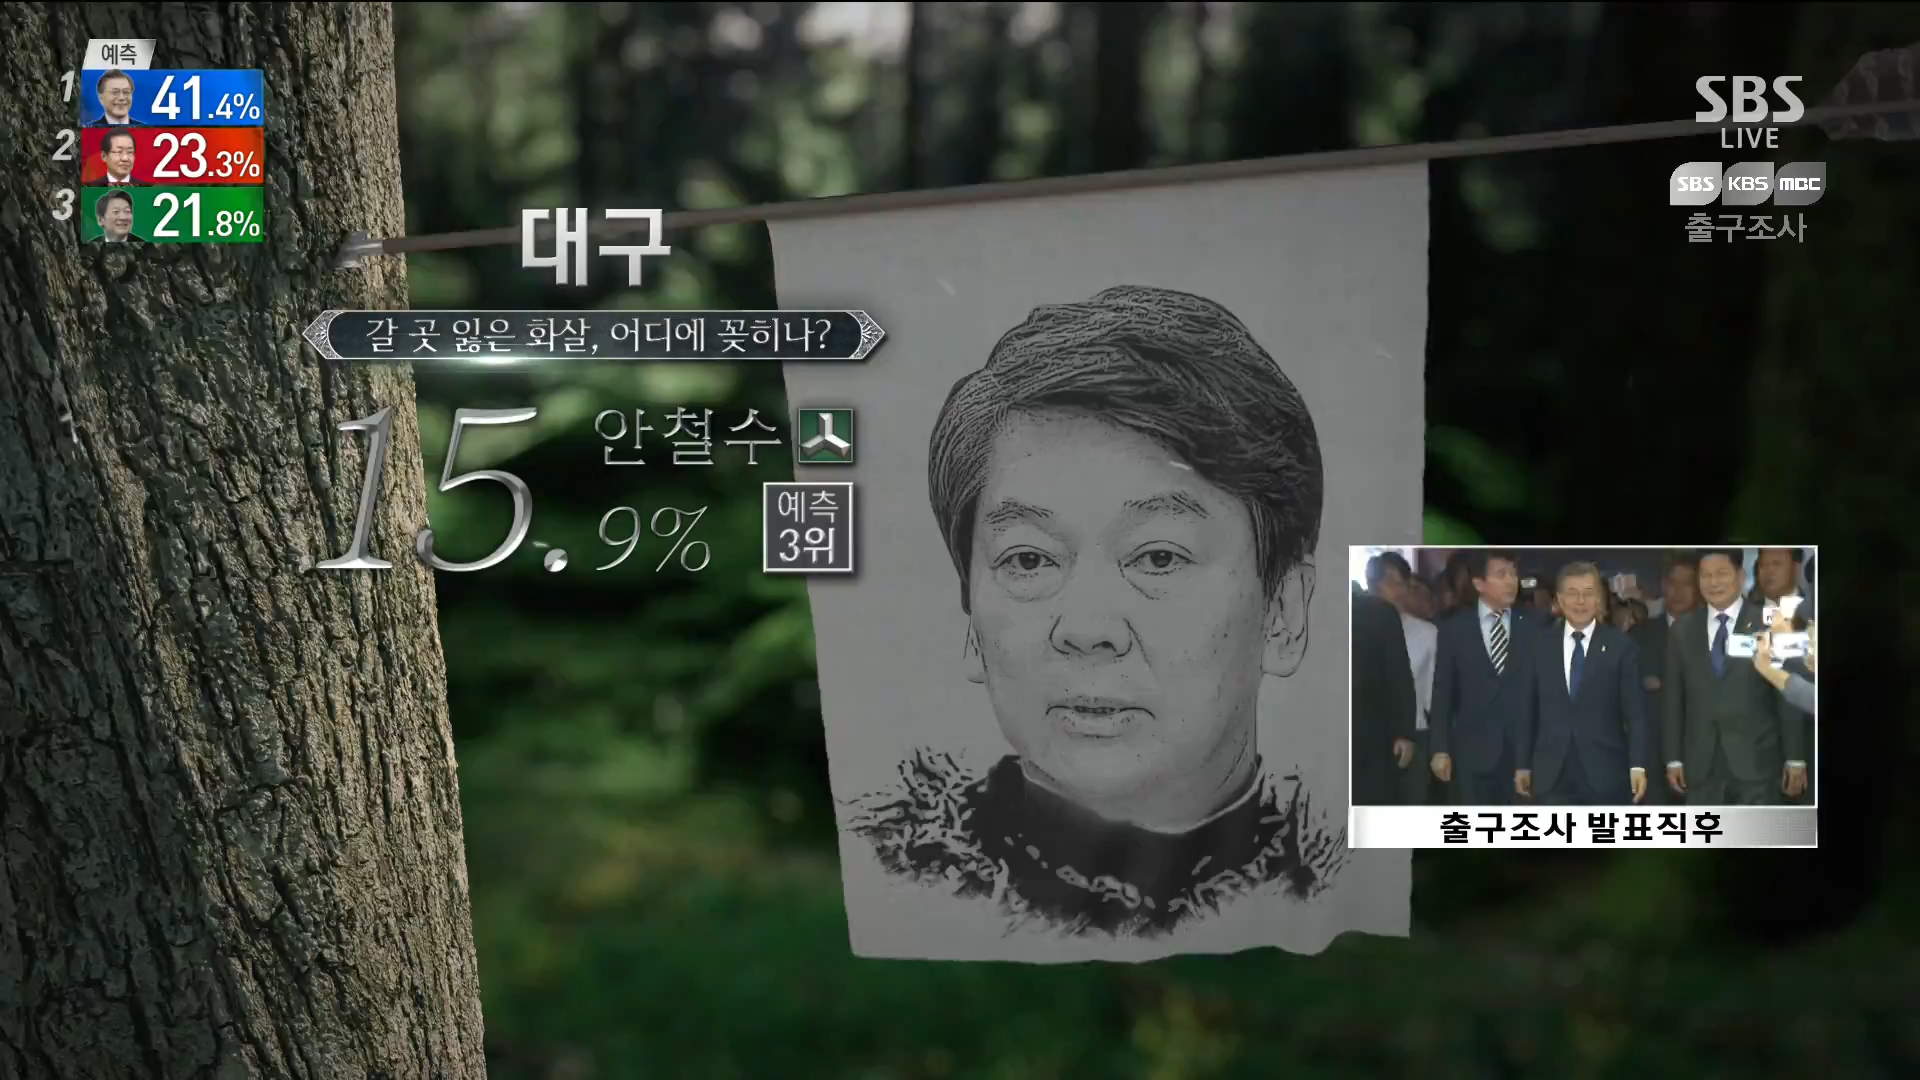 예측
1 41.4%
2 23.3%
3 21.8%
SBS
LIVE
SBS KBS MBC
출구조사
대구
갈 곳 잃은 화살, 어디에 꽂히나?
15.9%
안철수
예측
3위
출구조사 발표직후